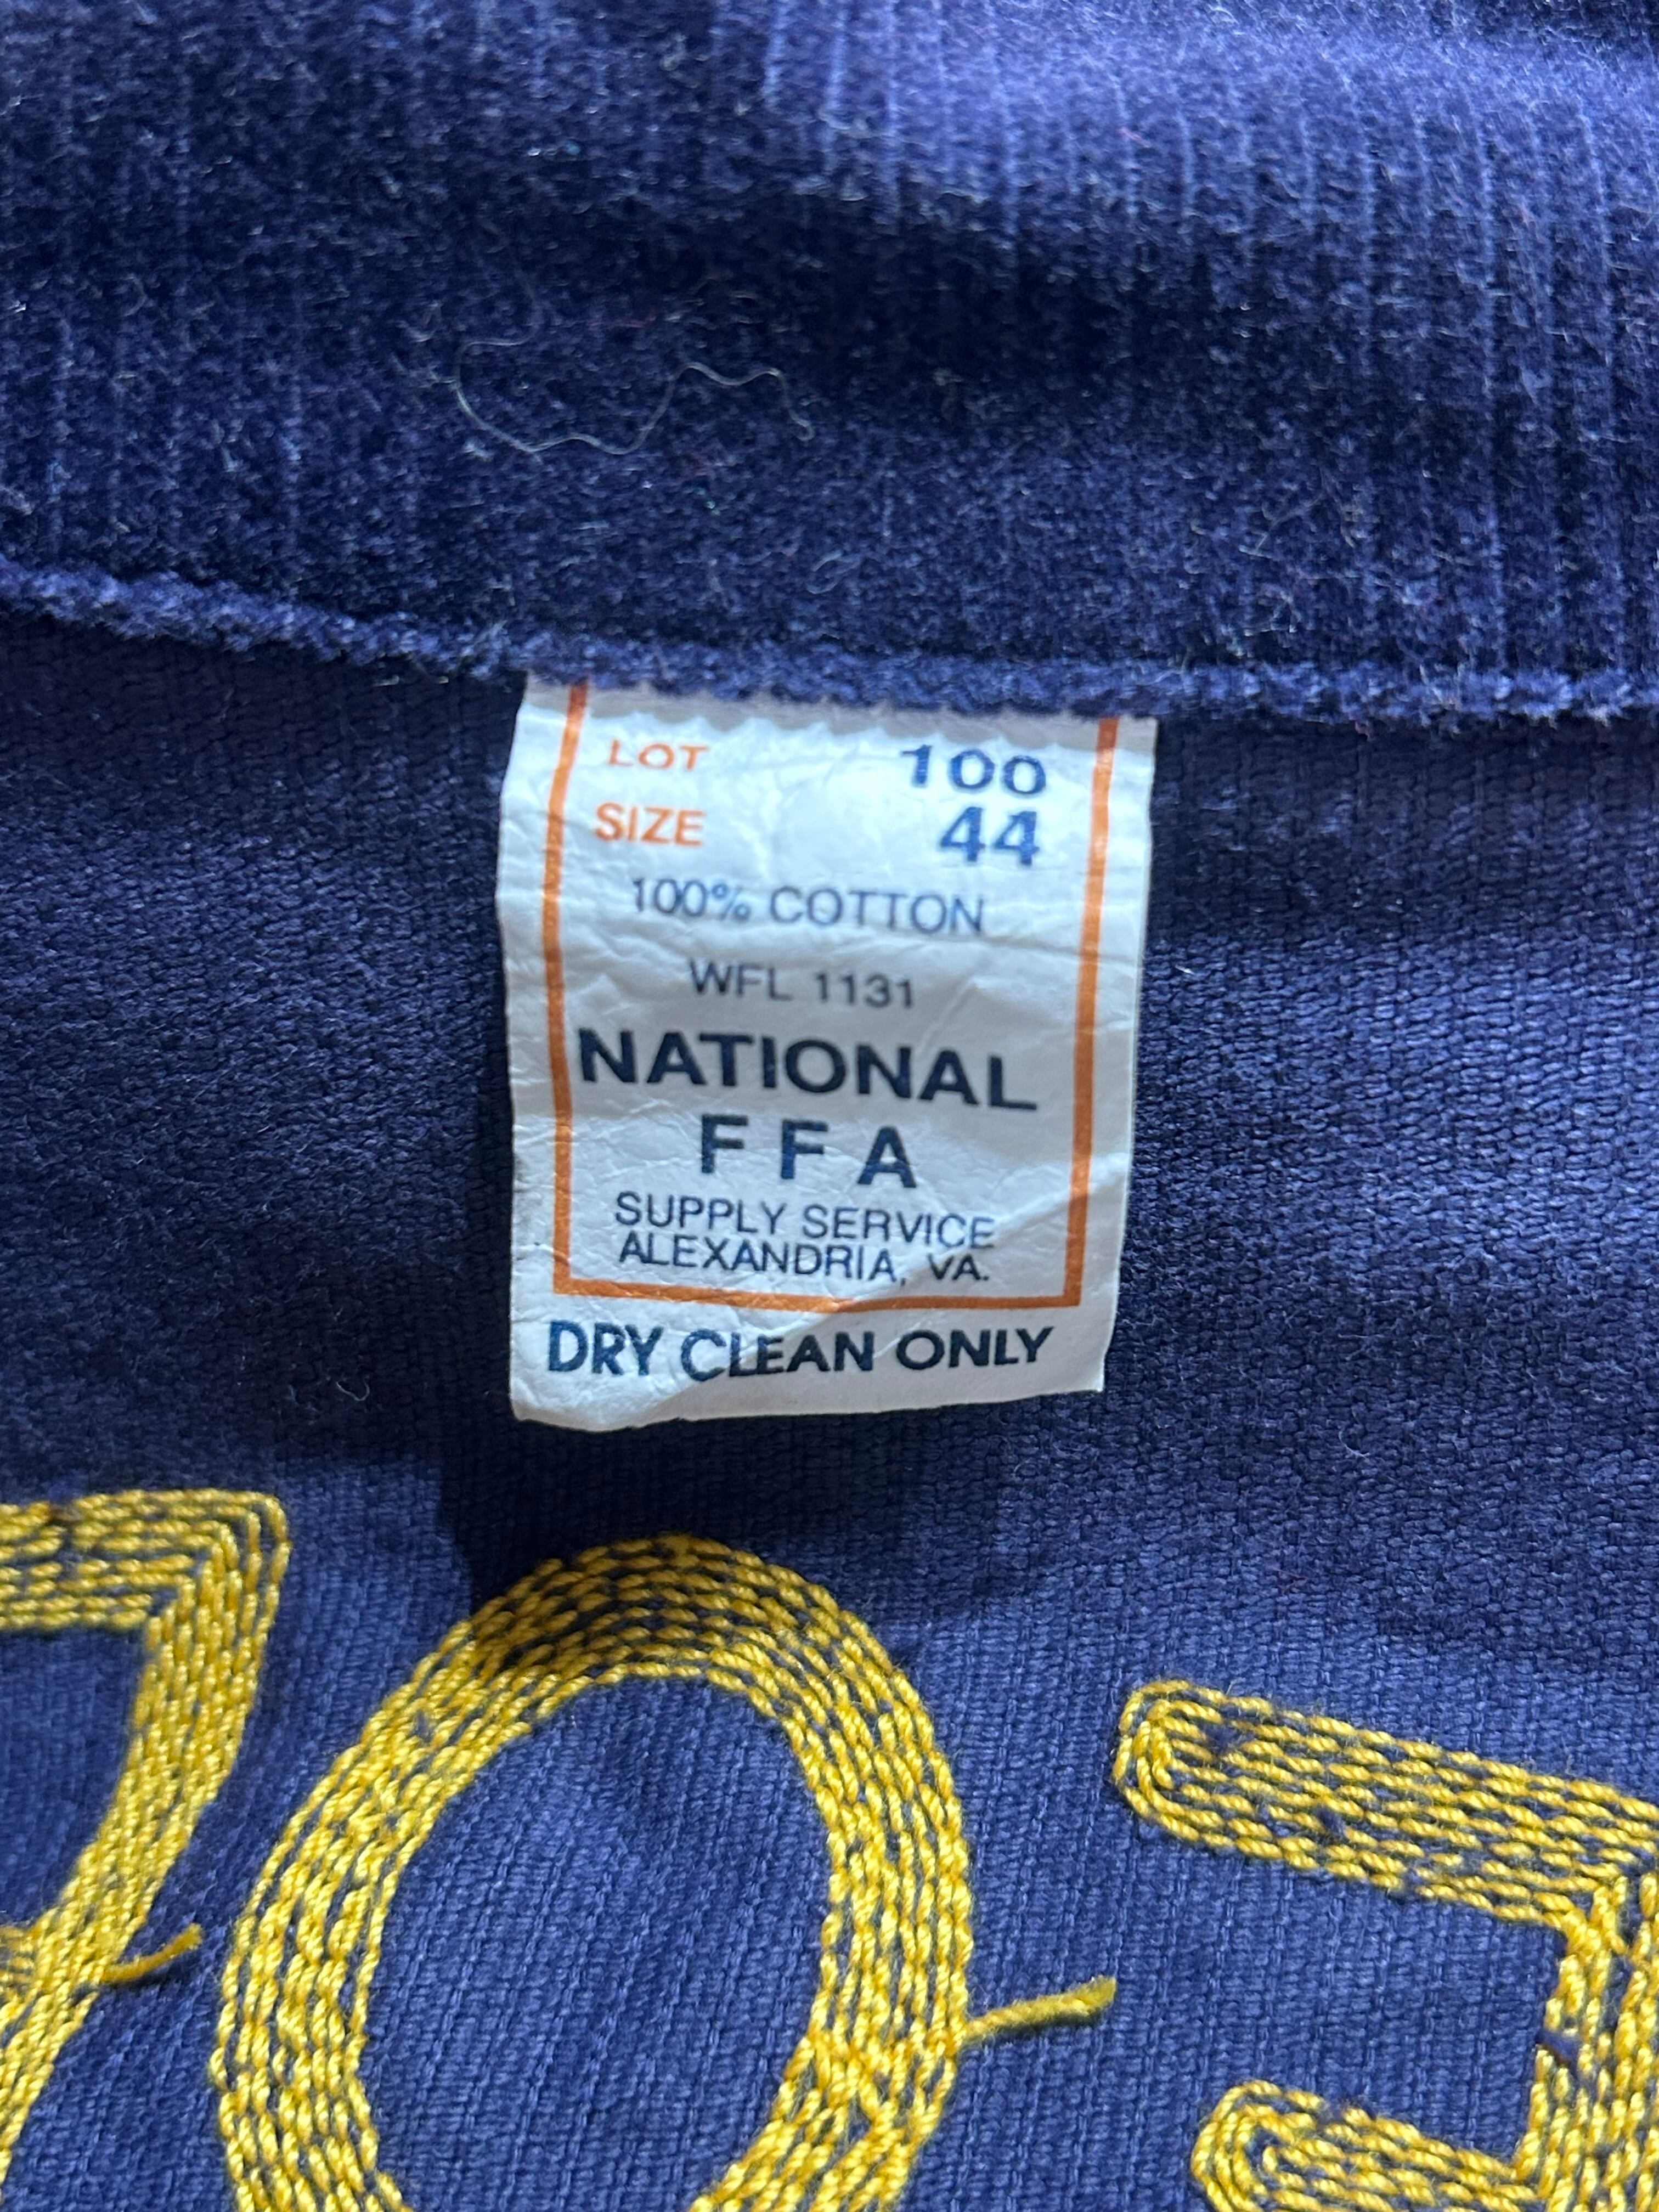 LOT 100
SIZE 44
100% COTTON
WFL 1131
NATIONAL
FFA
SUPPLY SERVICE
ALEXANDRIA, VA.
DRY CLEAN ONLY